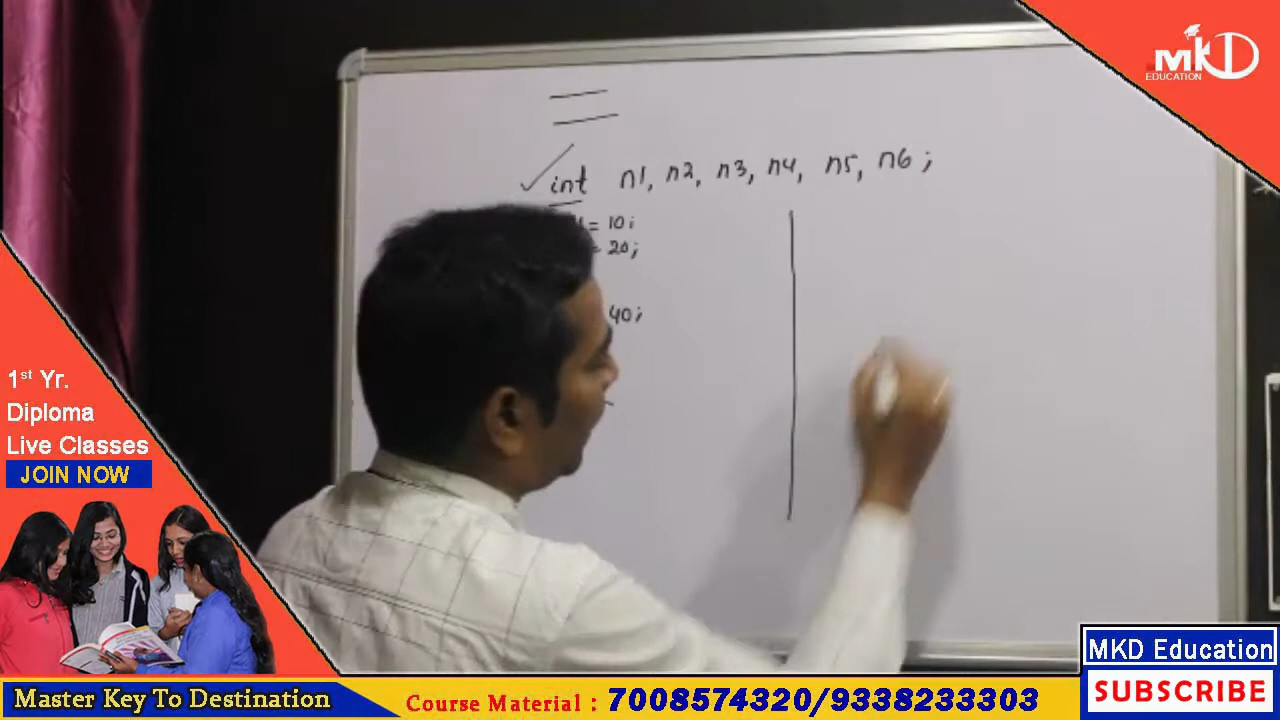 MKD
EDUCATION
int n1, n2, n3, n4, n5, n6;
= 10;
= 20;
40;
1st Yr.
Diploma
Live Classes
JOIN NOW
MKD Education
SUBSCRIBE
Master Key To Destination
Course Material : 7008574320/9338233303